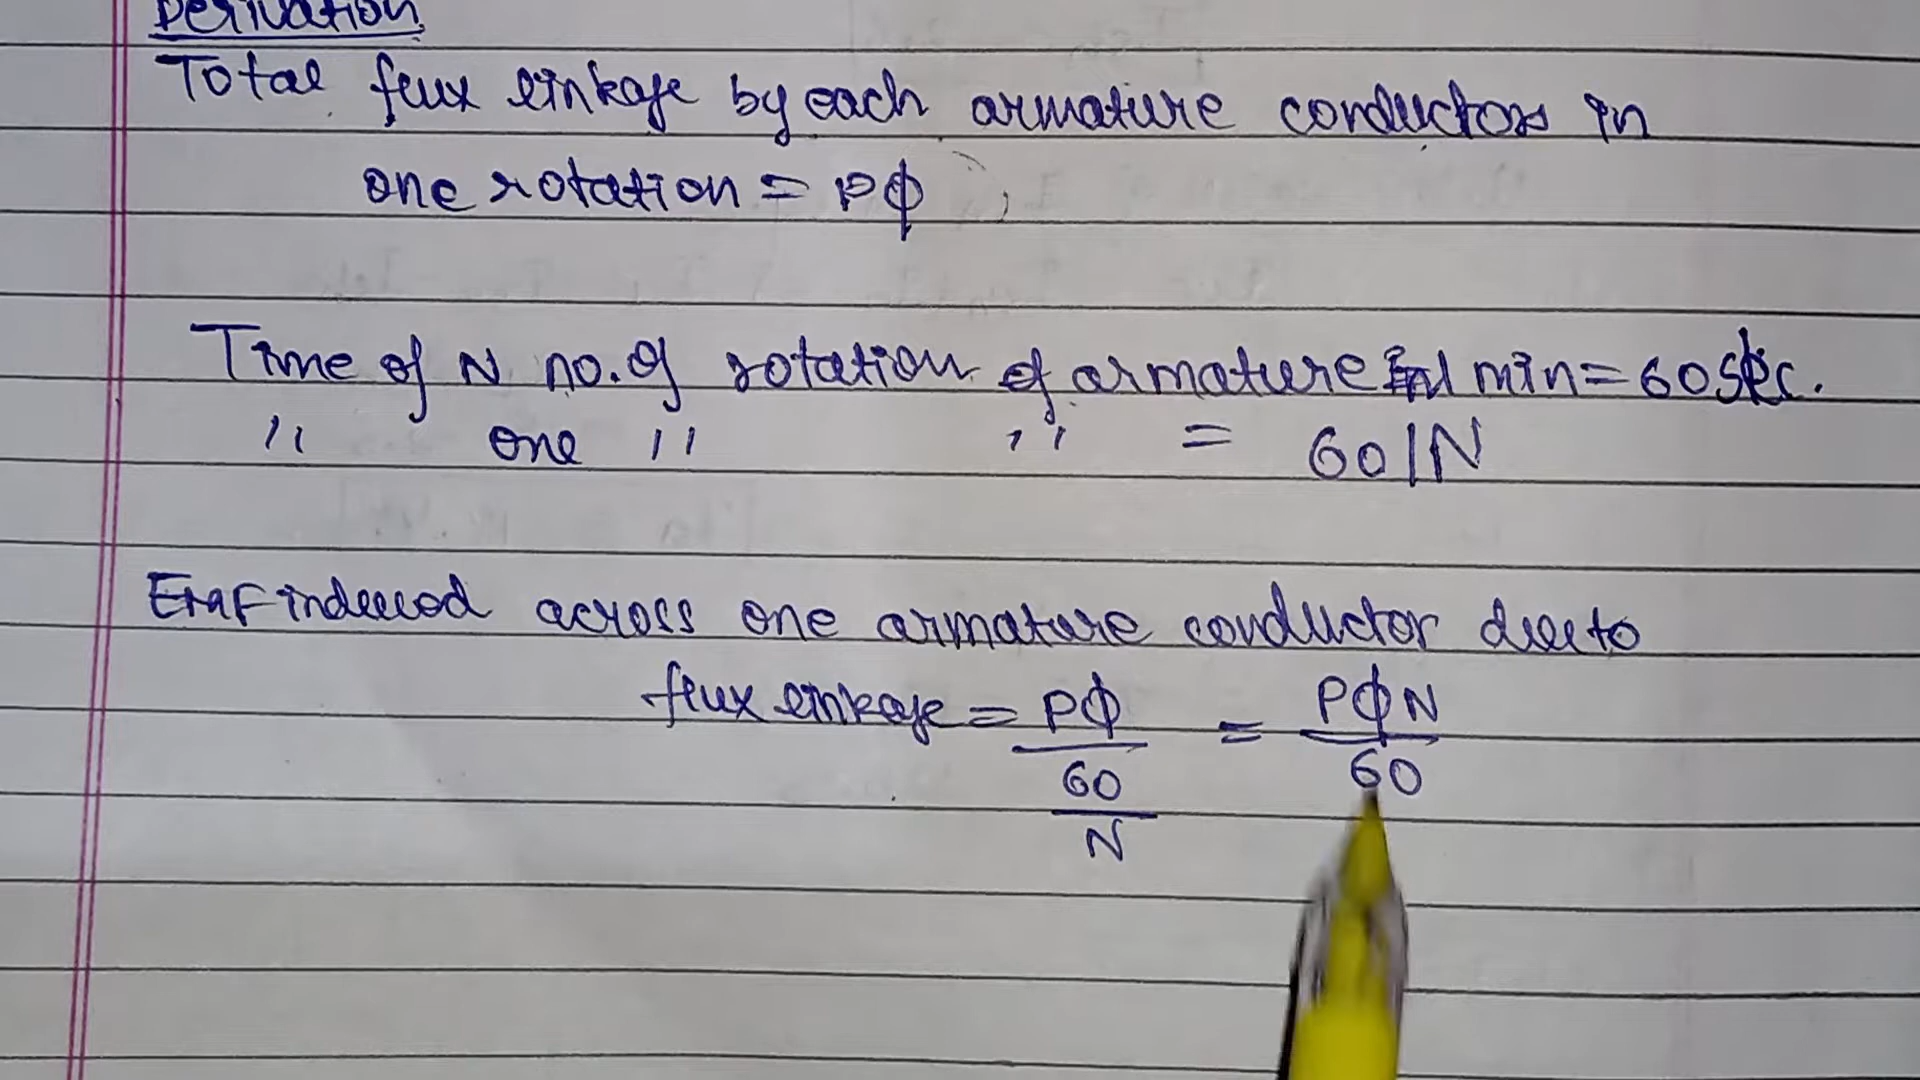 Derivation
Total flux linkage by each armature conductors in
one rotation = PΦ
Time of N no. of rotation of armature in 1 min = 60 sec.
,, one ,, ,, = 60/N
Emf induced across one armature conductor due to
flux linkage = PΦ / 60/N = PΦN / 60